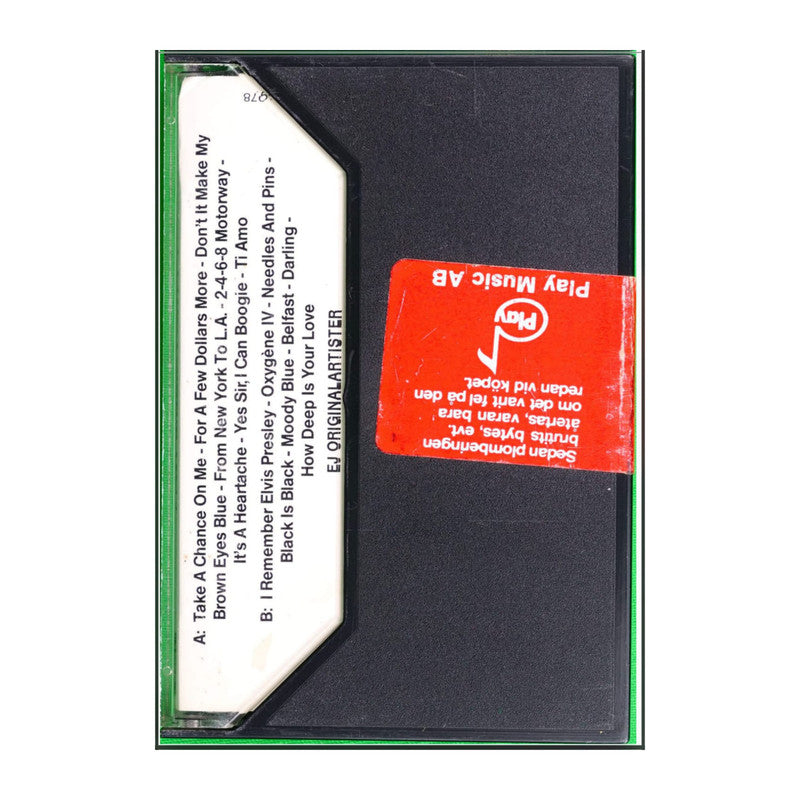 1978
A: Take A Chance On Me - For A Few Dollars More - Don't It Make My
Brown Eyes Blue - From New York To L.A. - 2-4-6-8 Motorway -
It's A Heartache - Yes Sir, I Can Boogie - Ti Amo
B: I Remember Elvis Presley - Oxygène IV - Needles And Pins -
Black Is Black - Moody Blue - Belfast - Darling -
How Deep Is Your Love
EJ ORIGINALARTISTER
Sedan plomberingen
brutits bytes, evt.
återtas, varan bara
om det varit fel på den
redan vid köpet.
Play
Play Music AB